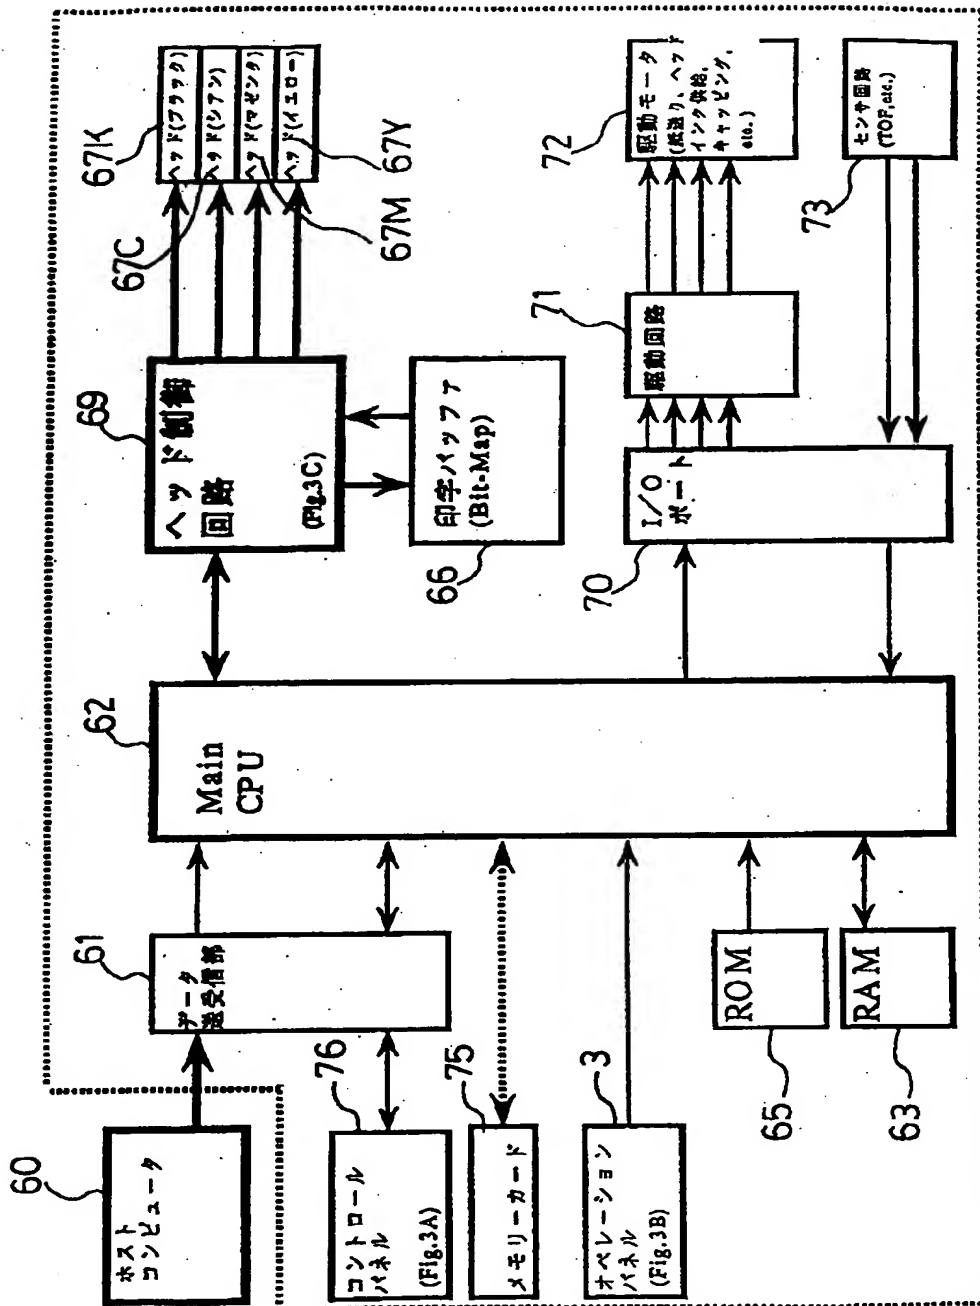 60
ホスト
コンピュータ
61
データ
送受信部
62
Main
CPU
69
ヘッド制御
回路
(Fig.3C)
67K
ヘッド(ブラック)
67C
ヘッド(シアン)
67M
ヘッド(マゼンタ)
67Y
ヘッド(イエロー)
66
印字バッファ
(Bit-Map)
76
コントロール
パネル
(Fig.3A)
75
メモリーカード
3
オペレーション
パネル
(Fig.3B)
65
ROM
63
RAM
70
I/O
ポート
71
駆動回路
72
駆動モータ
(紙送り、ヘッド
インク供給、
キャッピング、
etc.)
73
センサ回路
(TOF,etc.)